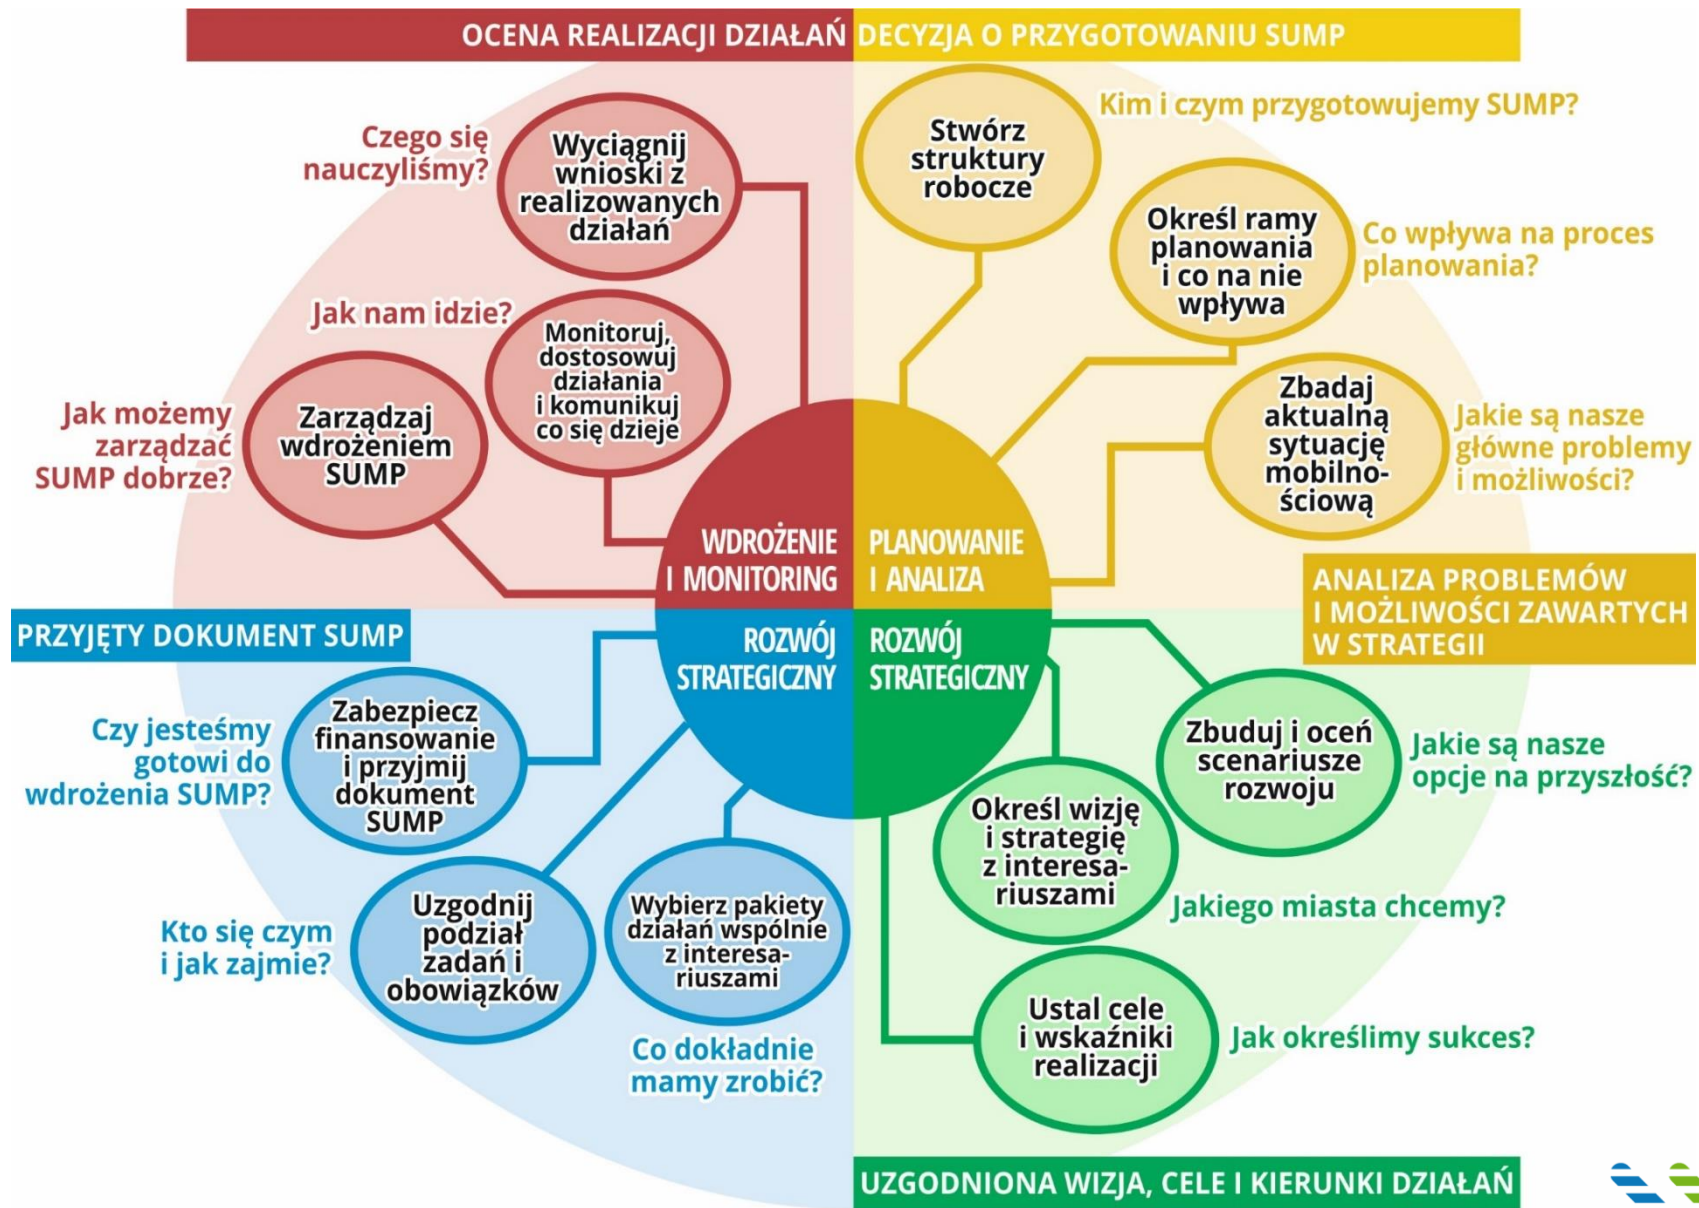 OCENA REALIZACJI DZIAŁAŃ
DECYZJA O PRZYGOTOWANIU SUMP
Kim i czym przygotowujemy SUMP?
Stwórz
struktury
robocze
Określ ramy
planowania
i co na nie
wpływa
Co wpływa na proces
planowania?
Zbadaj
aktualną
sytuację
mobilno-
ściową
Jakie są nasze
główne problemy
i możliwości?
PLANOWANIE
I ANALIZA
ANALIZA PROBLEMÓW
I MOŻLIWOŚCI ZAWARTYCH
W STRATEGII
ROZWÓJ
STRATEGICZNY
Zbuduj i oceń
scenariusze
rozwoju
Jakie są nasze
opcje na przyszłość?
Określ wizję
i strategię
z interesa-
riuszami
Jakiego miasta chcemy?
Ustal cele
i wskaźniki
realizacji
Jak określimy sukces?
UZGODNIONA WIZJA, CELE I KIERUNKI DZIAŁAŃ
ROZWÓJ
STRATEGICZNY
Wybierz pakiety
działań wspólnie
z interesa-
riuszami
Co dokładnie
mamy zrobić?
Uzgodnij
podział
zadań i
obowiązków
Kto się czym
i jak zajmie?
Zabezpiecz
finansowanie
i przyjmij
dokument
SUMP
Czy jesteśmy
gotowi do
wdrożenia SUMP?
PRZYJĘTY DOKUMENT SUMP
WDROŻENIE
I MONITORING
Zarządzaj
wdrożeniem
SUMP
Jak możemy
zarządzać
SUMP dobrze?
Monitoruj,
dostosowuj
działania
i komunikuj
co się dzieje
Jak nam idzie?
Wyciągnij
wnioski z
realizowanych
działań
Czego się
nauczyliśmy?